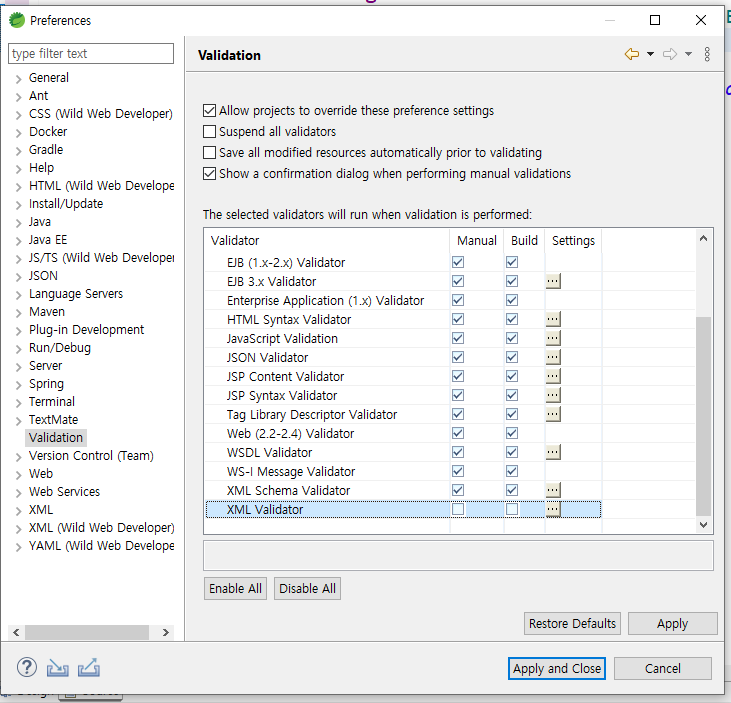 Preferences
type filter text
General
Ant
CSS (Wild Web Developer)
Docker
Gradle
Help
HTML (Wild Web Develope
Install/Update
Java
Java EE
JS/TS (Wild Web Developer
JSON
Language Servers
Maven
Plug-in Development
Run/Debug
Server
Spring
Terminal
TextMate
Validation
Version Control (Team)
Web
Web Services
XML
XML (Wild Web Developer)
YAML (Wild Web Develope
Validation
Allow projects to override these preference settings
Suspend all validators
Save all modified resources automatically prior to validating
Show a confirmation dialog when performing manual validations
The selected validators will run when validation is performed:
Validator Manual Build Settings
EJB (1.x-2.x) Validator
EJB 3.x Validator ...
Enterprise Application (1.x) Validator
HTML Syntax Validator ...
JavaScript Validation ...
JSON Validator ...
JSP Content Validator ...
JSP Syntax Validator ...
Tag Library Descriptor Validator ...
Web (2.2-2.4) Validator
WSDL Validator ...
WS-I Message Validator
XML Schema Validator ...
XML Validator ...
Enable All Disable All
Restore Defaults Apply
Apply and Close Cancel